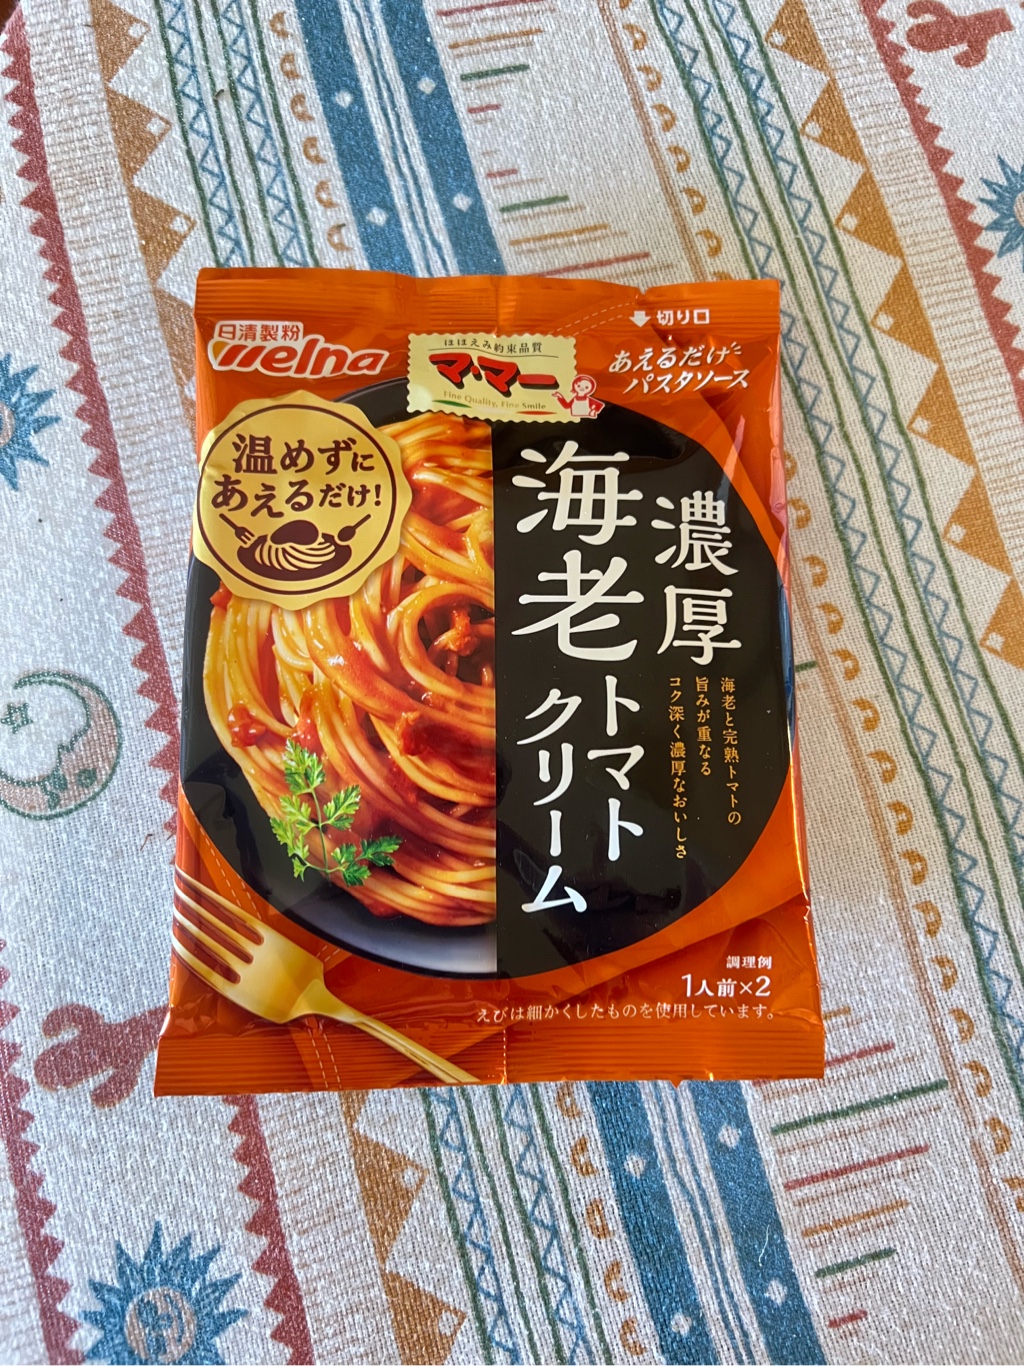 切り口
日清製粉
Welna
ほほえみ約束品質
マ・マー
Fine Quality, Fine Smile
あえるだけ
パスタソース
温めずに
あえるだけ!
濃厚
海老トマト
クリーム
海老と完熟トマトの
旨みが重なる
コク深く濃厚なおいしさ
調理例
1人前×2
えびは細かくしたものを使用しています。